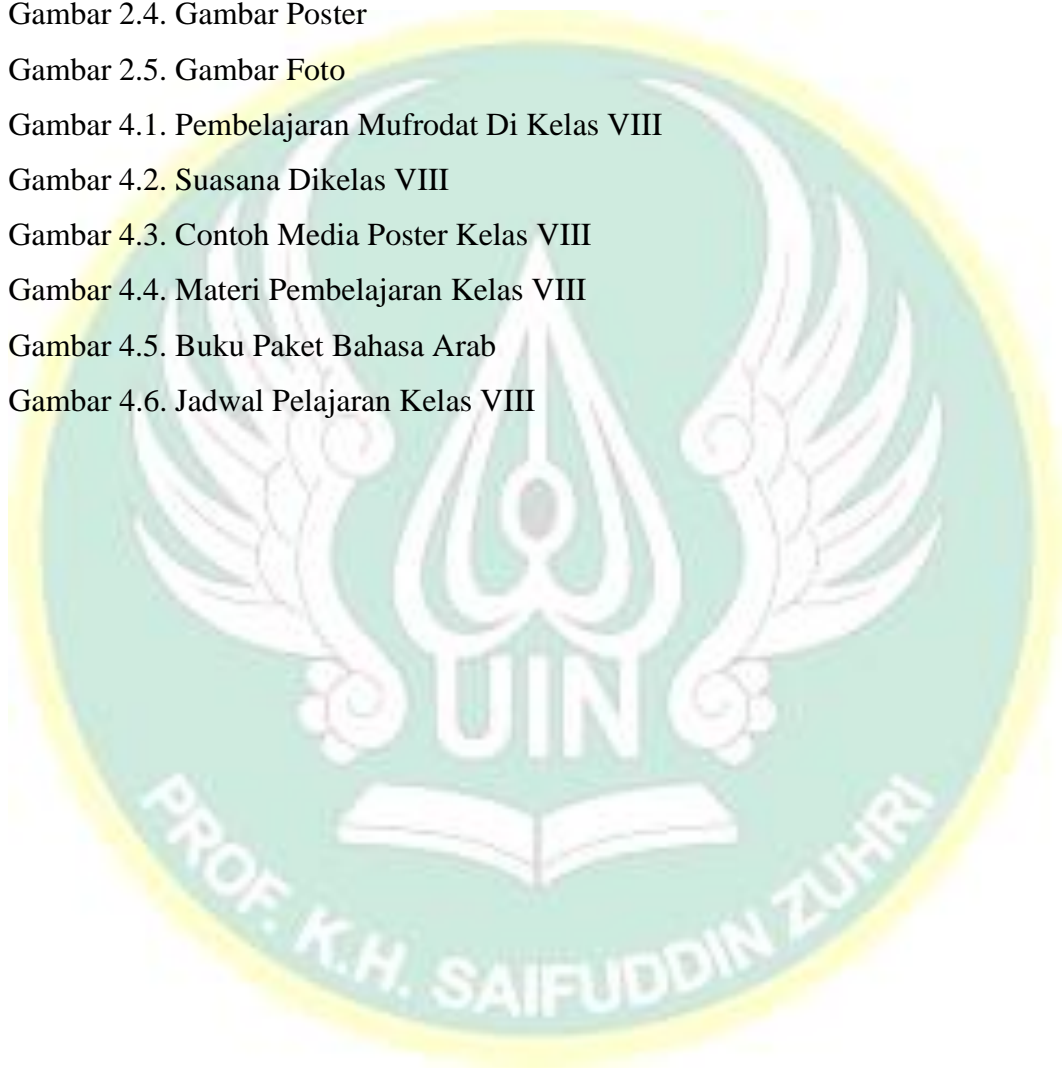 Gambar 2.4. Gambar Poster
Gambar 2.5. Gambar Foto
Gambar 4.1. Pembelajaran Mufrodat Di Kelas VIII
Gambar 4.2. Suasana Dikelas VIII
Gambar 4.3. Contoh Media Poster Kelas VIII
Gambar 4.4. Materi Pembelajaran Kelas VIII
Gambar 4.5. Buku Paket Bahasa Arab
Gambar 4.6. Jadwal Pelajaran Kelas VIII
UIN
PROF. K.H. SAIFUDDIN ZUHRI